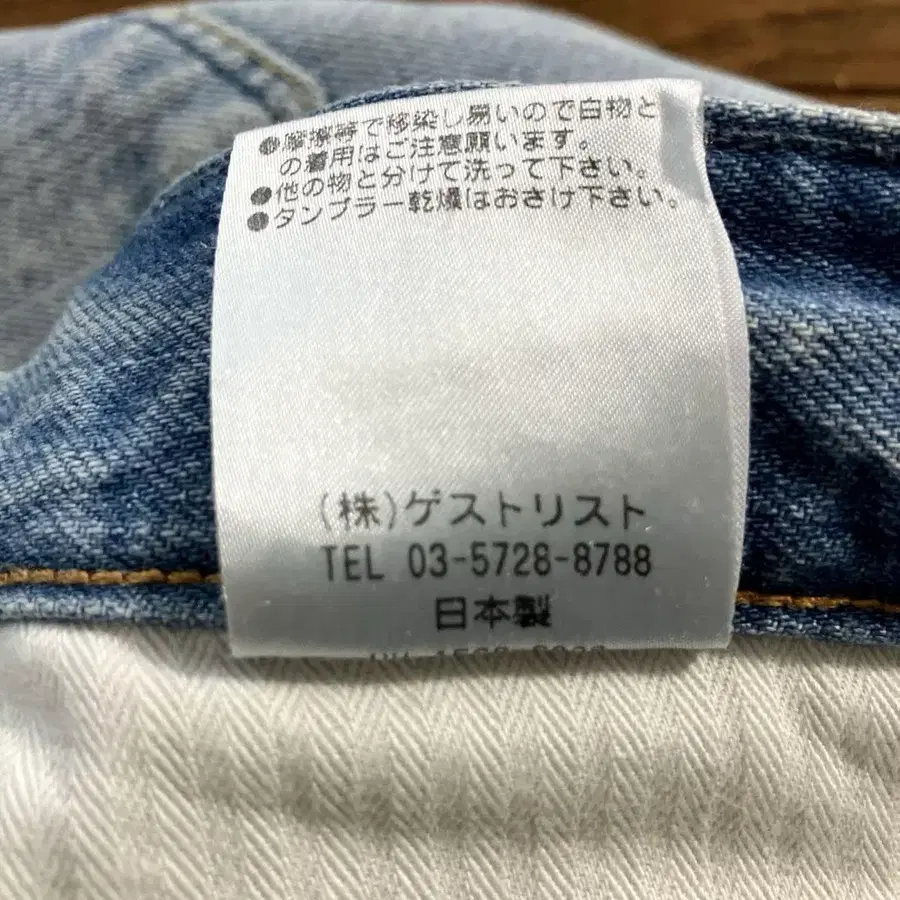 ●摩擦等で移染し易いので白物と
の着用はご注意願います。
●他の物と分けて洗って下さい。
●タンブラー乾燥はおさけ下さい。
(株)ゲストリスト
TEL 03-5728-8788
日本製